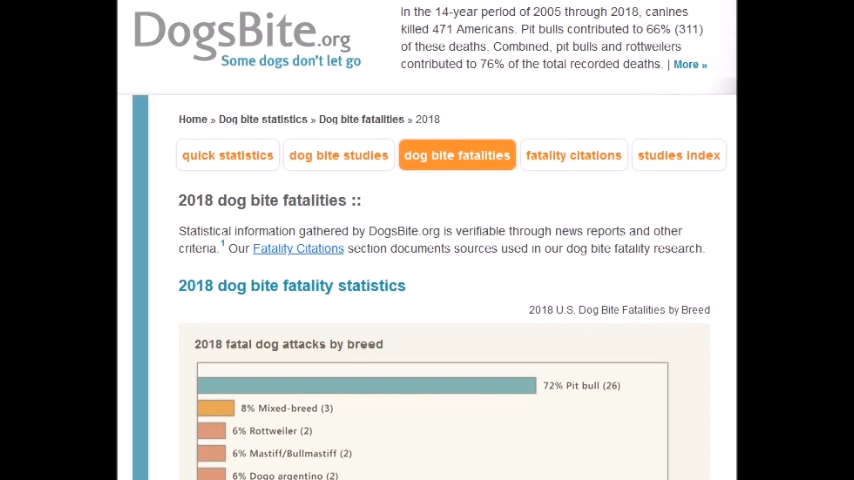 DogsBite.org
Some dogs don't let go
In the 14-year period of 2005 through 2018, canines
killed 471 Americans. Pit bulls contributed to 66% (311)
of these deaths. Combined, pit bulls and rottweilers
contributed to 76% of the total recorded deaths. | More »
Home » Dog bite statistics » Dog bite fatalities » 2018
quick statistics
dog bite studies
dog bite fatalities
fatality citations
studies index
2018 dog bite fatalities ::
Statistical information gathered by DogsBite.org is verifiable through news reports and other
criteria.1 Our Fatality Citations section documents sources used in our dog bite fatality research.
2018 dog bite fatality statistics
2018 U.S. Dog Bite Fatalities by Breed
2018 fatal dog attacks by breed
72% Pit bull (26)
8% Mixed-breed (3)
6% Rottweiler (2)
6% Mastiff/Bullmastiff (2)
6% Dogo argentino (2)